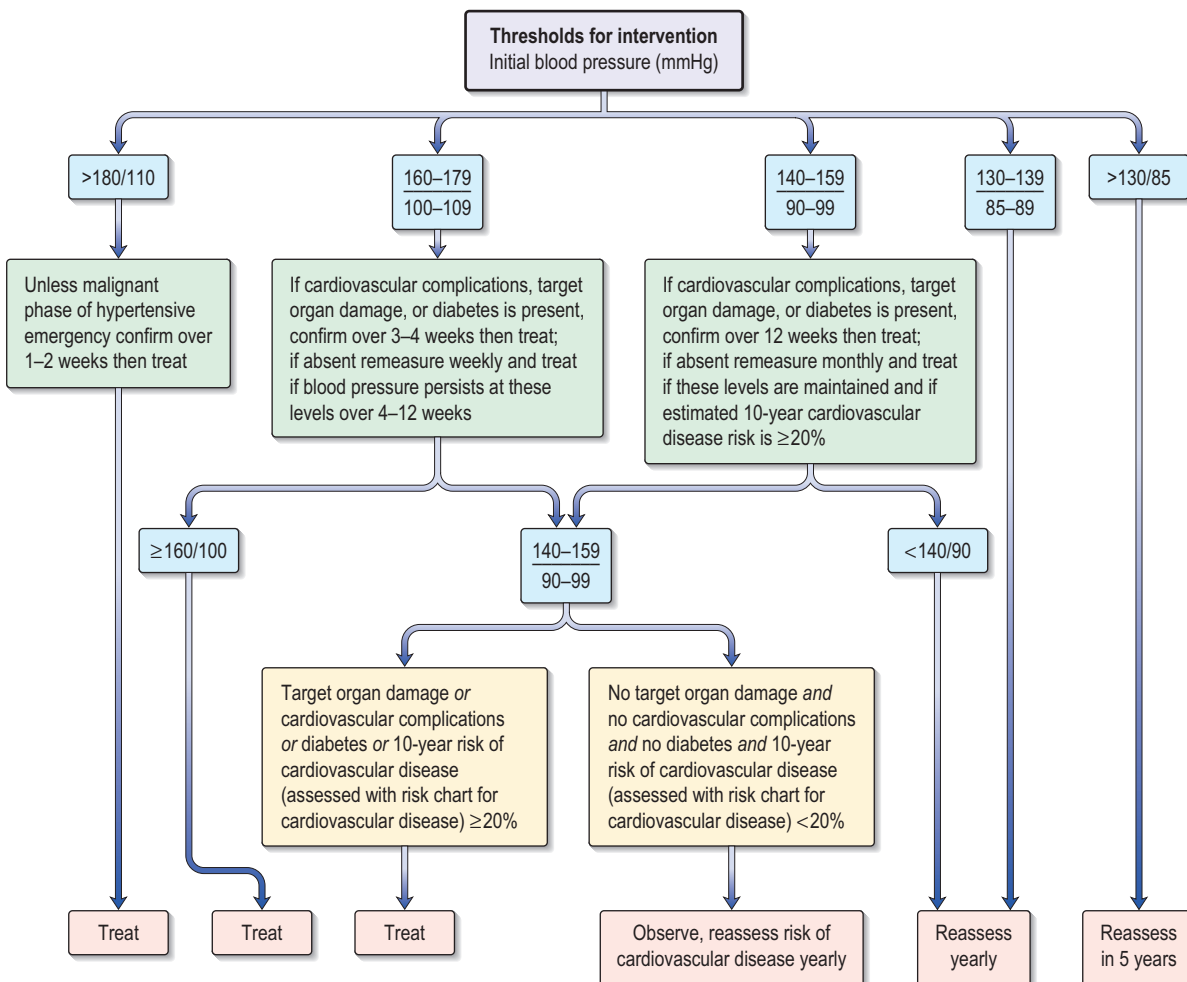 Thresholds for intervention
Initial blood pressure (mmHg)
>180/110
160–179
100–109
140–159
90–99
130–139
85–89
>130/85
Unless malignant
phase of hypertensive
emergency confirm over
1–2 weeks then treat
If cardiovascular complications, target
organ damage, or diabetes is present,
confirm over 3–4 weeks then treat;
if absent remeasure weekly and treat
if blood pressure persists at these
levels over 4–12 weeks
If cardiovascular complications, target
organ damage, or diabetes is present,
confirm over 12 weeks then treat;
if absent remeasure monthly and treat
if these levels are maintained and if
estimated 10-year cardiovascular
disease risk is ≥20%
≥160/100
140–159
90–99
<140/90
Target organ damage or
cardiovascular complications
or diabetes or 10-year risk of
cardiovascular disease
(assessed with risk chart for
cardiovascular disease) ≥20%
No target organ damage and
no cardiovascular complications
and no diabetes and 10-year
risk of cardiovascular disease
(assessed with risk chart for
cardiovascular disease) <20%
Treat
Treat
Treat
Observe, reassess risk of
cardiovascular disease yearly
Reassess
yearly
Reassess
in 5 years